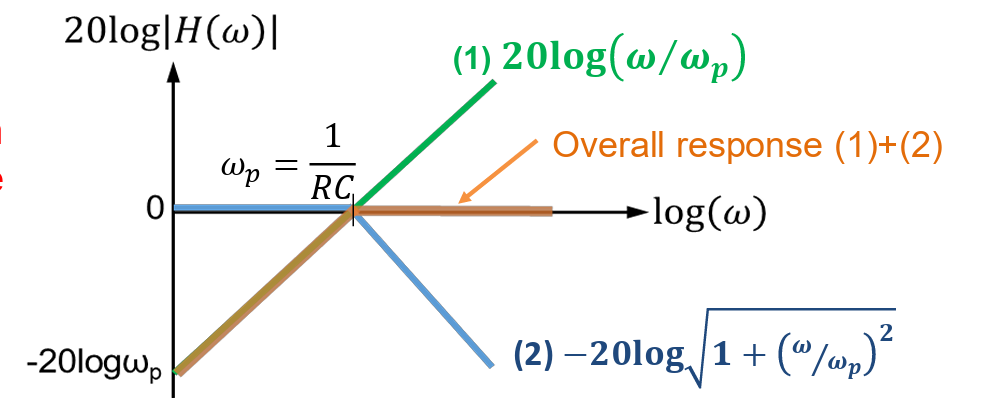 20log|H(ω)|
(1) 20log(ω/ωₚ)
Overall response (1)+(2)
ωₚ = 1/RC
0
log(ω)
-20logωₚ
(2) −20log√(1 + (ω/ωₚ)²)